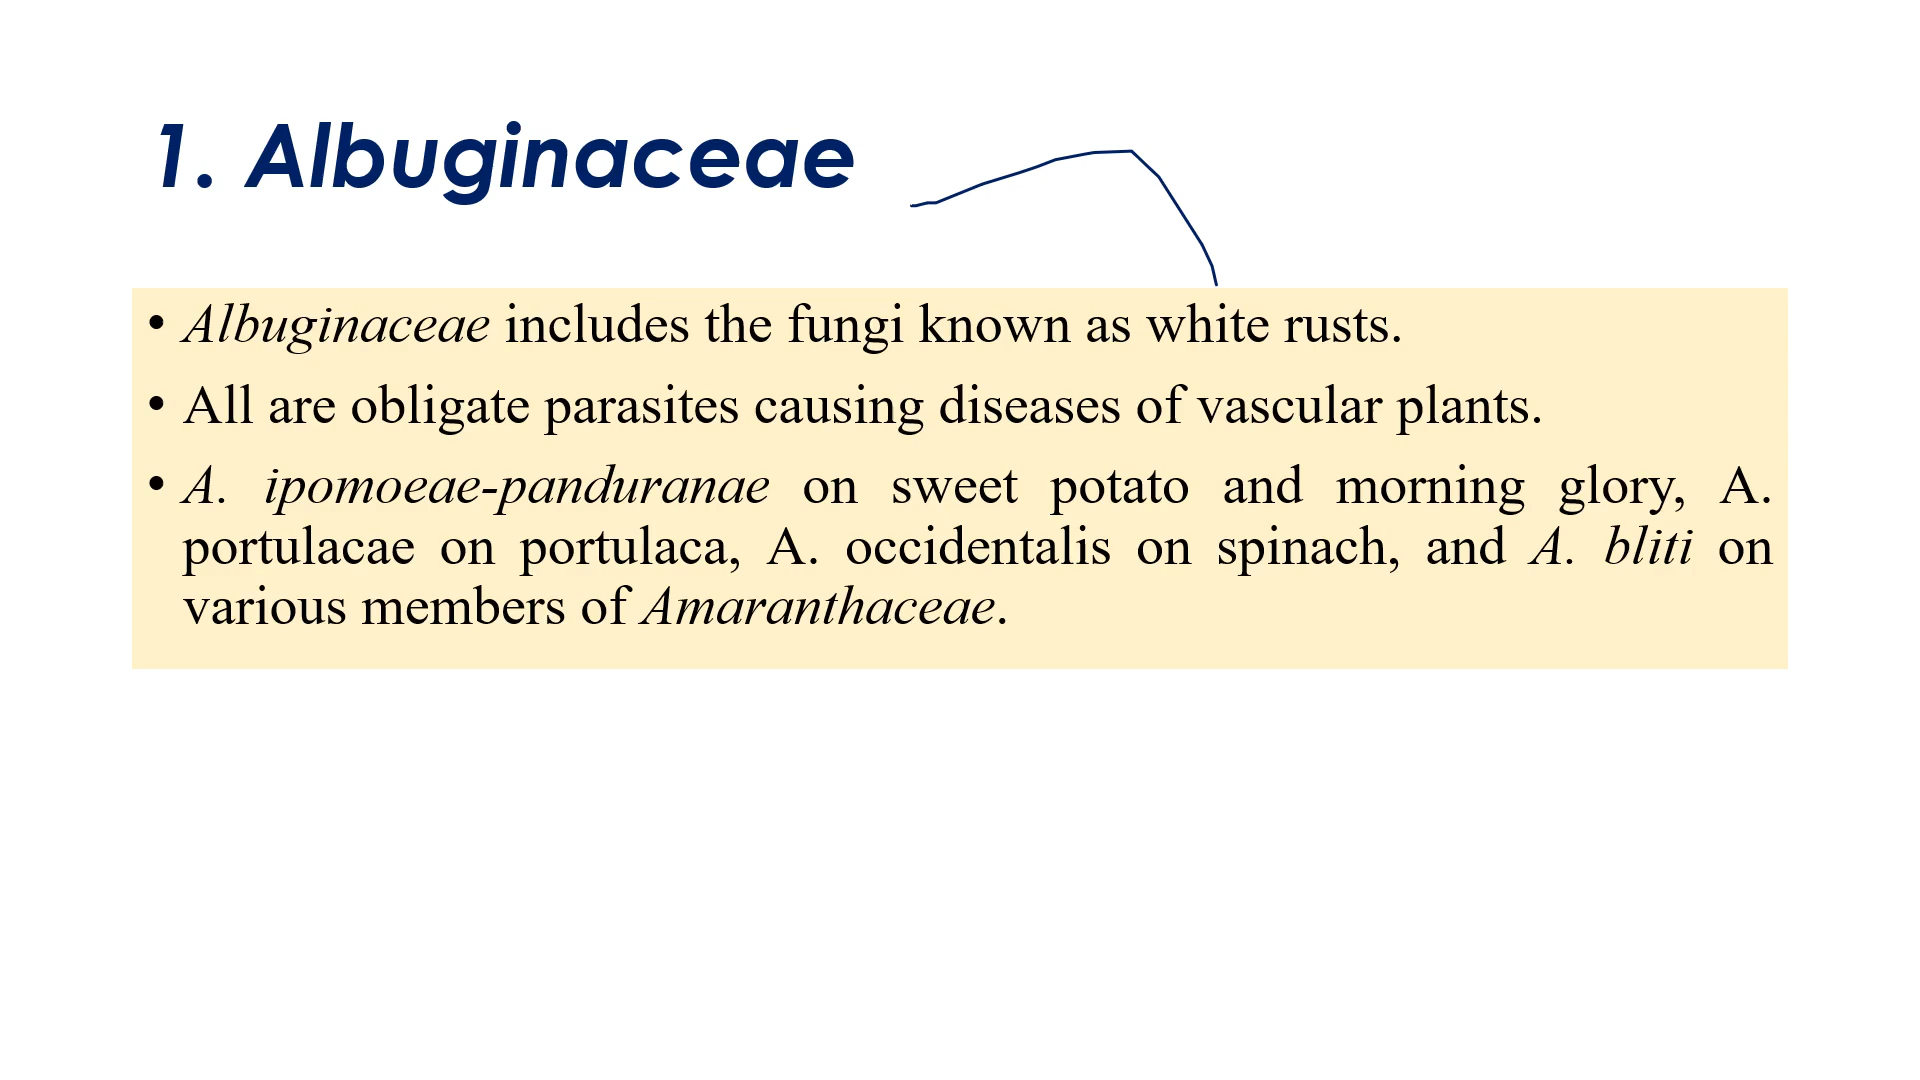 1. Albuginaceae
• Albuginaceae includes the fungi known as white rusts.
• All are obligate parasites causing diseases of vascular plants.
• A. ipomoeae-panduranae on sweet potato and morning glory, A.
portulacae on portulaca, A. occidentalis on spinach, and A. bliti on
various members of Amaranthaceae.